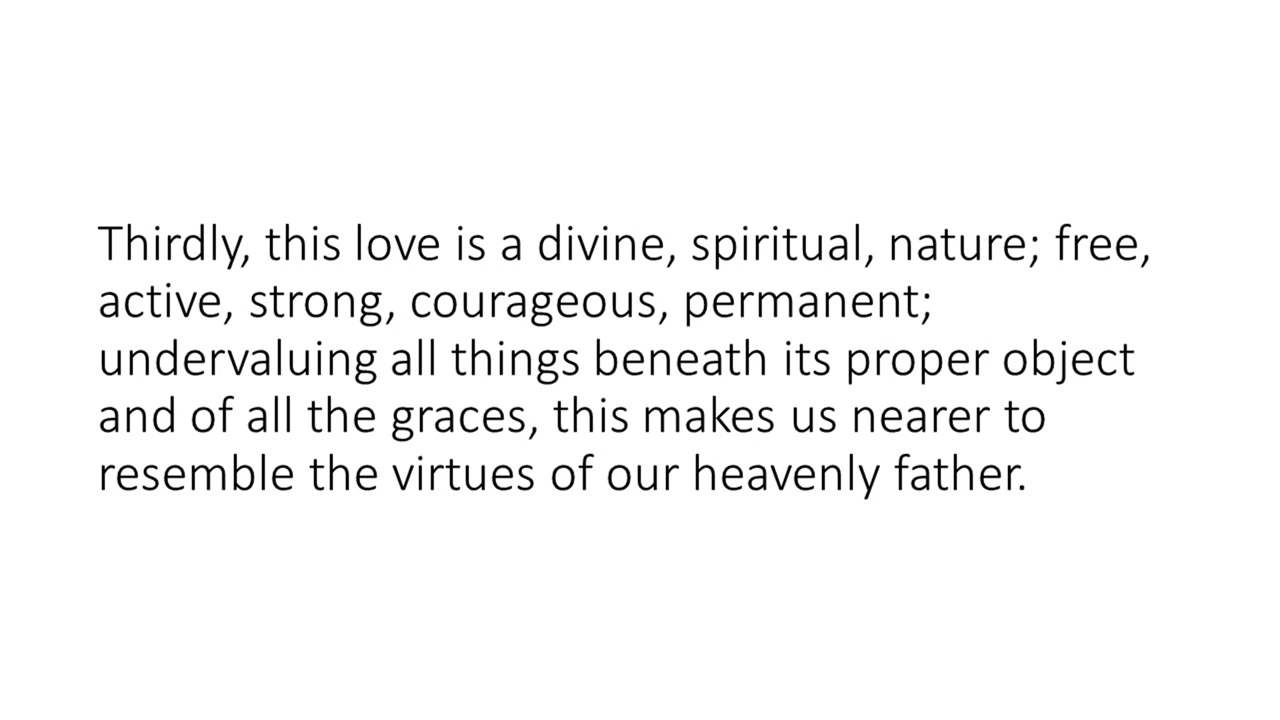 Thirdly, this love is a divine, spiritual, nature; free,
active, strong, courageous, permanent;
undervaluing all things beneath its proper object
and of all the graces, this makes us nearer to
resemble the virtues of our heavenly father.